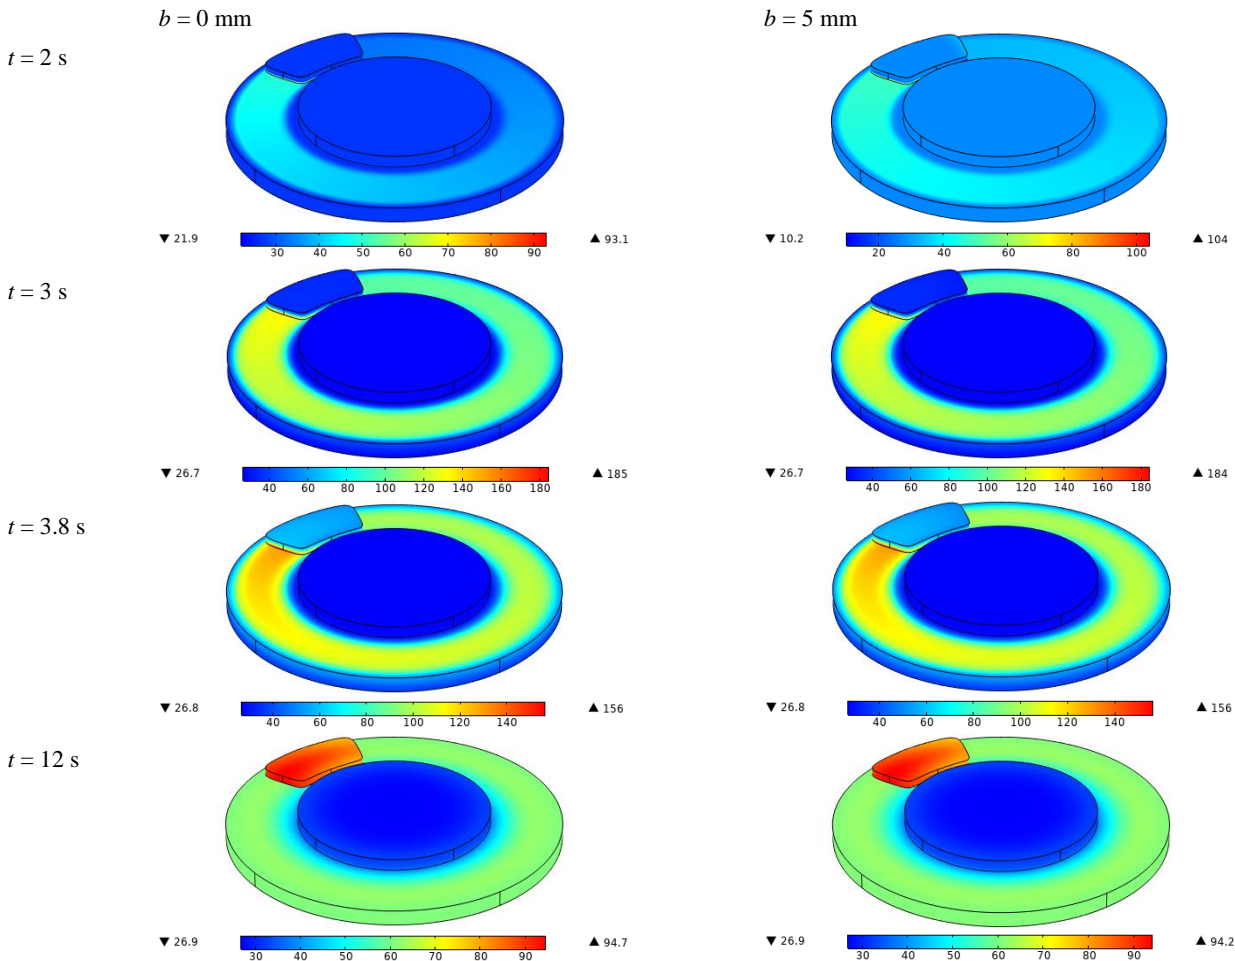 b = 0 mm b = 5 mm
t = 2 s
▼ 21.9 30 40 50 60 70 80 90 ▲ 93.1 ▼ 10.2 20 40 60 80 100 ▲ 104
t = 3 s
▼ 26.7 40 60 80 100 120 140 160 180 ▲ 185 ▼ 26.7 40 60 80 100 120 140 160 180 ▲ 184
t = 3.8 s
▼ 26.8 40 60 80 100 120 140 ▲ 156 ▼ 26.8 40 60 80 100 120 140 ▲ 156
t = 12 s
▼ 26.9 30 40 50 60 70 80 90 ▲ 94.7 ▼ 26.9 30 40 50 60 70 80 90 ▲ 94.2